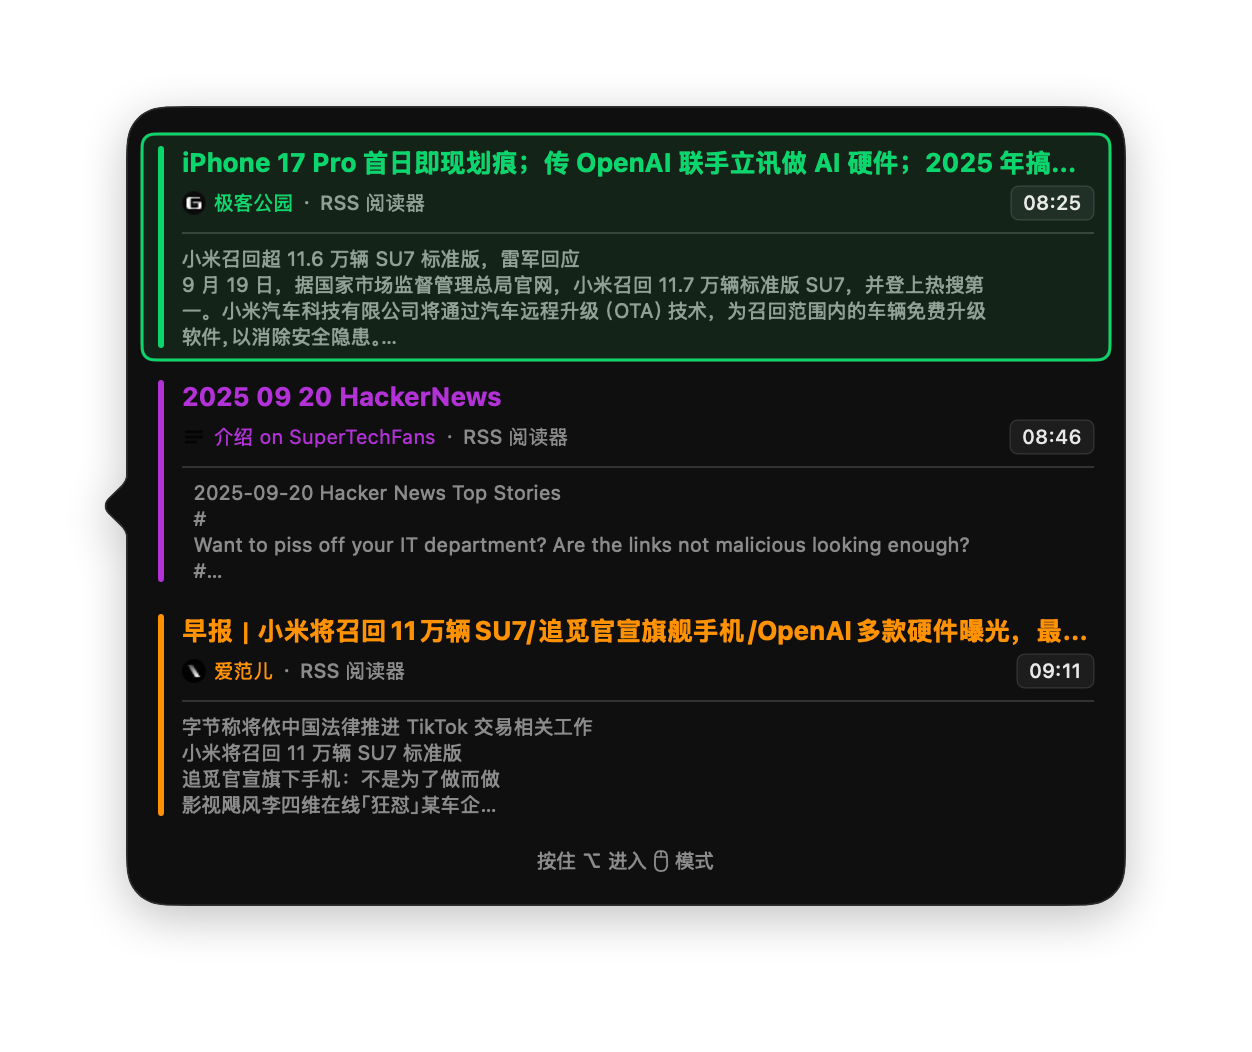 iPhone 17 Pro 首日即现划痕；传 OpenAI 联手立讯做 AI 硬件；2025 年搞...
极客公园 · RSS 阅读器
08:25
小米召回超 11.6 万辆 SU7 标准版，雷军回应
9 月 19 日，据国家市场监督管理总局官网，小米召回 11.7 万辆标准版 SU7，并登上热搜第
一。小米汽车科技有限公司将通过汽车远程升级（OTA）技术，为召回范围内的车辆免费升级
软件，以消除安全隐患。...
2025 09 20 HackerNews
介绍 on SuperTechFans · RSS 阅读器
08:46
2025-09-20 Hacker News Top Stories
#
Want to piss off your IT department? Are the links not malicious looking enough?
#...
早报 | 小米将召回 11 万辆 SU7/追觅官宣旗舰手机/OpenAI 多款硬件曝光，最...
爱范儿 · RSS 阅读器
09:11
字节称将依中国法律推进 TikTok 交易相关工作
小米将召回 11 万辆 SU7 标准版
追觅官宣旗下手机：不是为了做而做
影视飓风李四维在线「狂怼」某车企...
按住 ⌥ 进入 模式